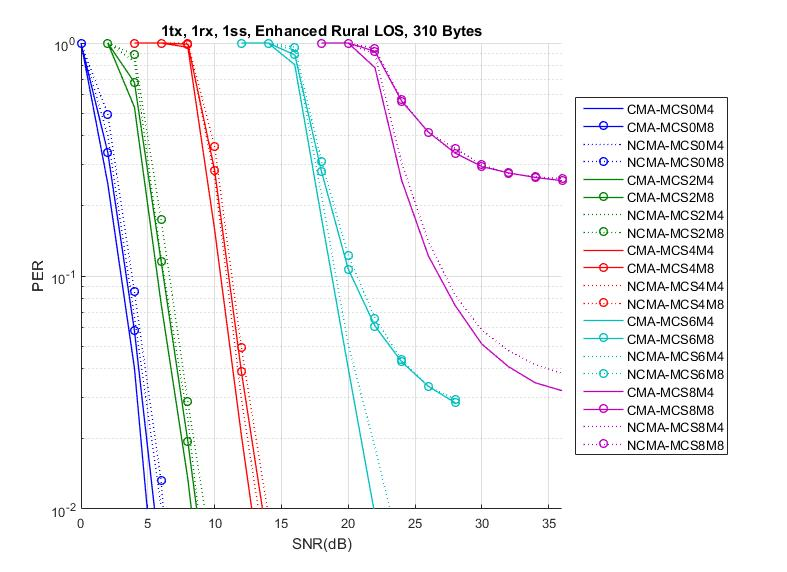 1tx, 1rx, 1ss, Enhanced Rural LOS, 310 Bytes
10^0
10^-1
10^-2
PER
0 5 10 15 20 25 30 35
SNR(dB)
CMA-MCS0M4
CMA-MCS0M8
NCMA-MCS0M4
NCMA-MCS0M8
CMA-MCS2M4
CMA-MCS2M8
NCMA-MCS2M4
NCMA-MCS2M8
CMA-MCS4M4
CMA-MCS4M8
NCMA-MCS4M4
NCMA-MCS4M8
CMA-MCS6M4
CMA-MCS6M8
NCMA-MCS6M4
NCMA-MCS6M8
CMA-MCS8M4
CMA-MCS8M8
NCMA-MCS8M4
NCMA-MCS8M8